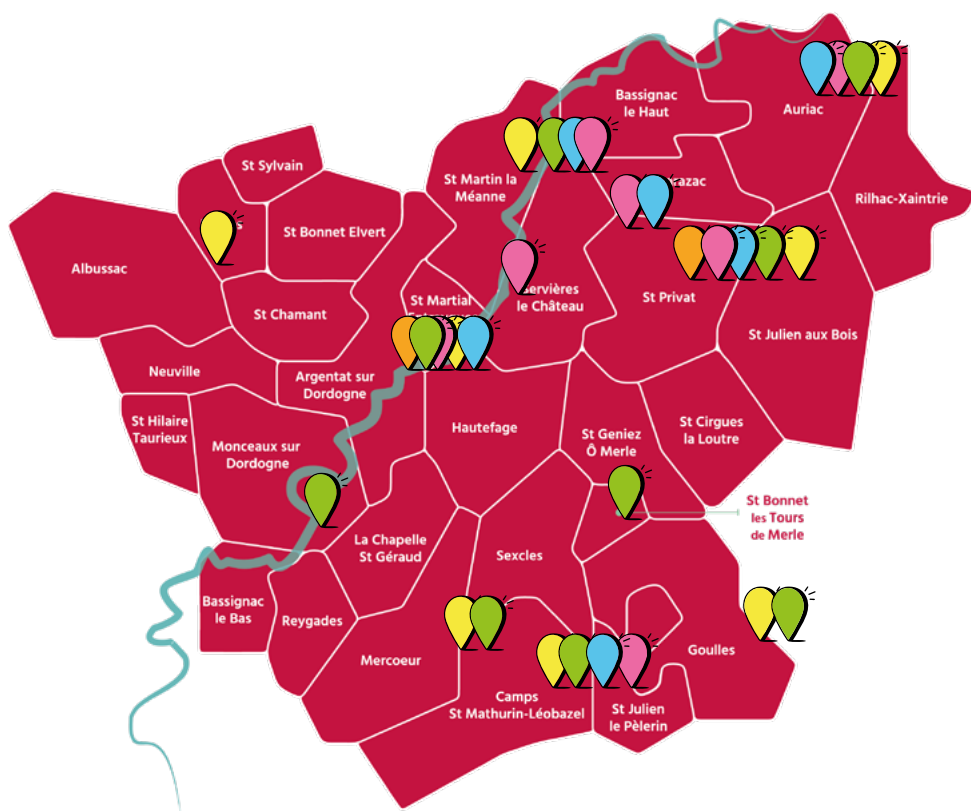 Bassignac
le Haut
Auriac
St Sylvain
St Martin la
Méanne
Rilhac-Xaintrie
St Bonnet Elvert
Albussac
St Privat
Servières
le Château
St Martial
St Chamant
St Julien aux Bois
Neuville
Argentat sur
Dordogne
St Hilaire
Taurieux
Monceaux sur
Dordogne
Hautefage
St Geniez
Ô Merle
St Cirgues
la Loutre
St Bonnet
les Tours
de Merle
La Chapelle
St Géraud
Sexcles
Bassignac
le Bas
Reygades
Mercoeur
Goulles
Camps
St Mathurin-Léobazel
St Julien
le Pèlerin